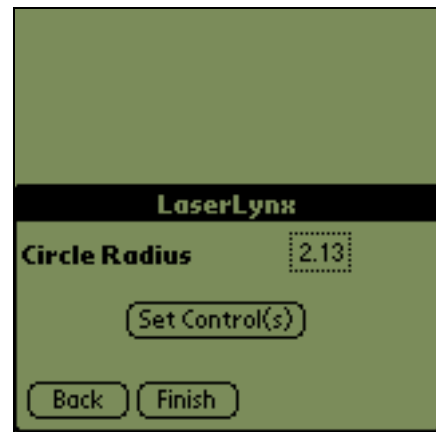 LaserLynx
Circle Radius 2.13
Set Control(s)
Back Finish